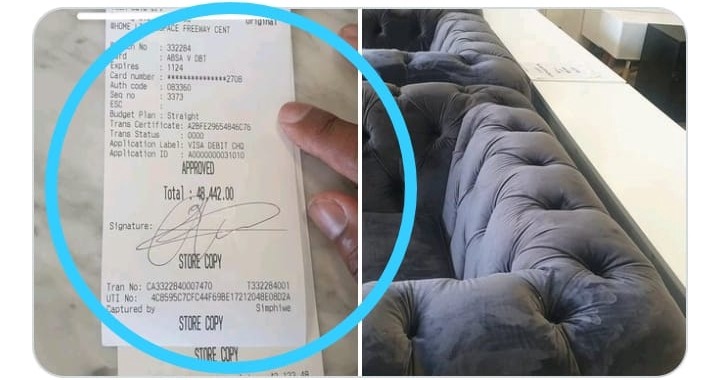 Original
WHOME L SPACE FREEWAY CENT
No : 332284
: ABSA V DBT
Expires : 1124
Card number : ***************2708
Auth code : 083360
Seq no : 3373
ESC :
Budget Plan : Straight
Trans Certificate: A2BFE29654846C76
Trans Status : 0000
Application Label: VISA DEBIT CHQ
Application ID : A0000000031010
APPROVED
Total : 48,442.00
Signature:
STORE COPY
Tran No: CA3322840007470 T332284001
UTI No: 4C8595C7CFC44F69BE17212048E08D2A
Captured by Simphiwe
STORE COPY
STORE COPY